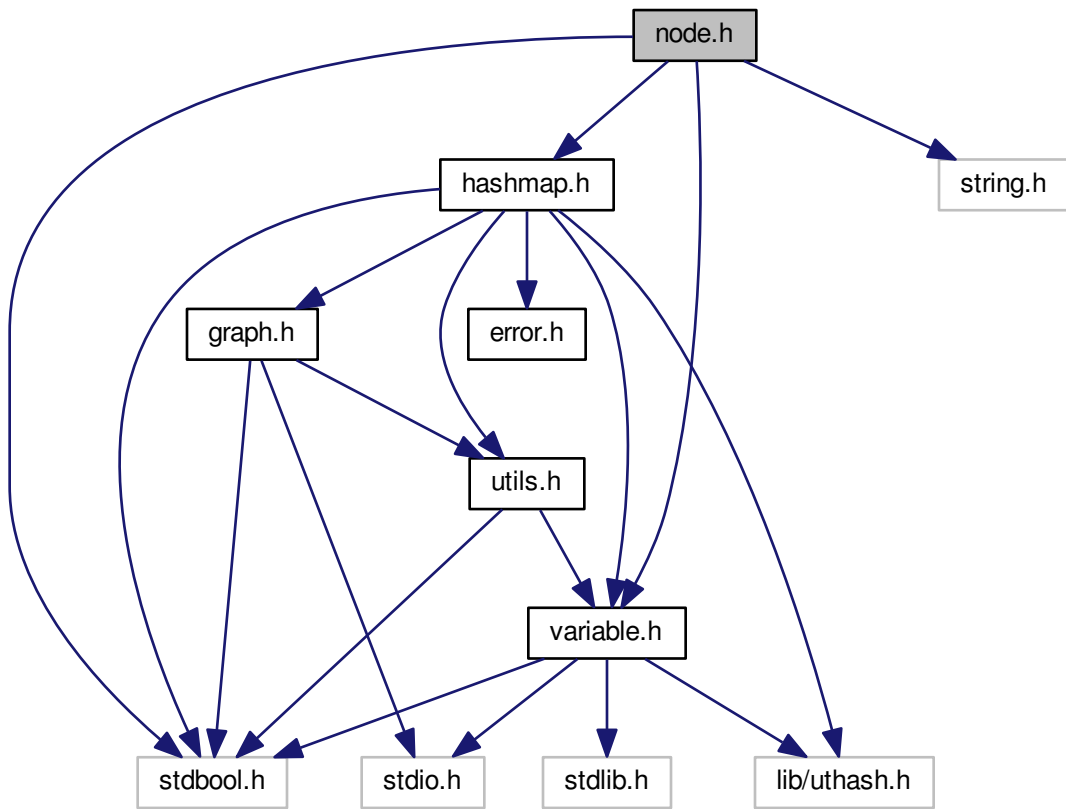 node.h
hashmap.h
string.h
graph.h
error.h
utils.h
variable.h
stdbool.h
stdio.h
stdlib.h
lib/uthash.h